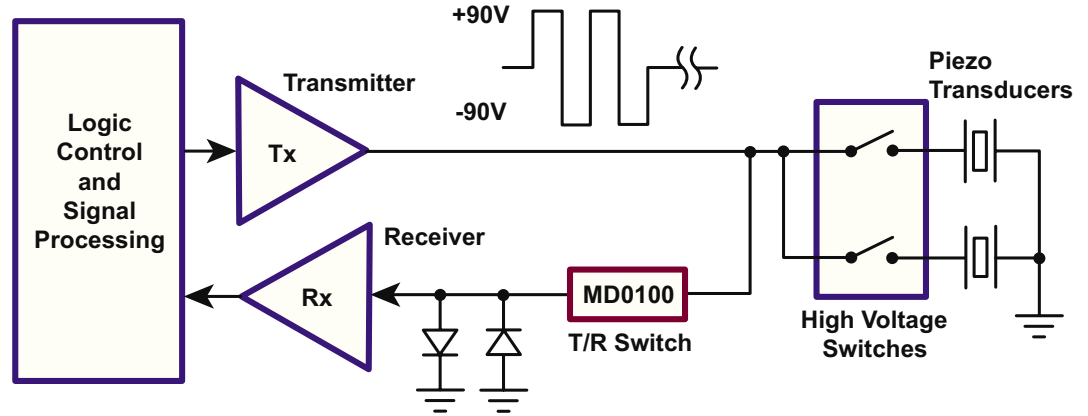 +90V
-90V
Logic
Control
and
Signal
Processing
Transmitter
Tx
Piezo
Transducers
Receiver
Rx
MD0100
T/R Switch
High Voltage
Switches